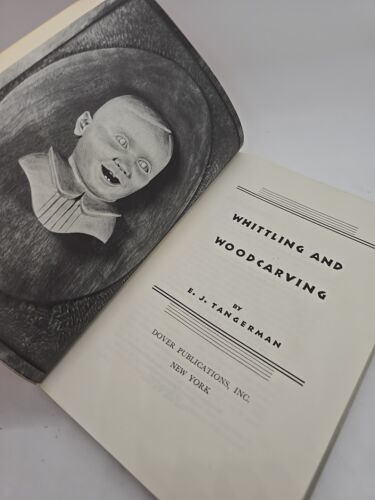 WHITTLING AND
WOODCARVING
BY
E. J. TANGERMAN
DOVER PUBLICATIONS, INC.
NEW YORK